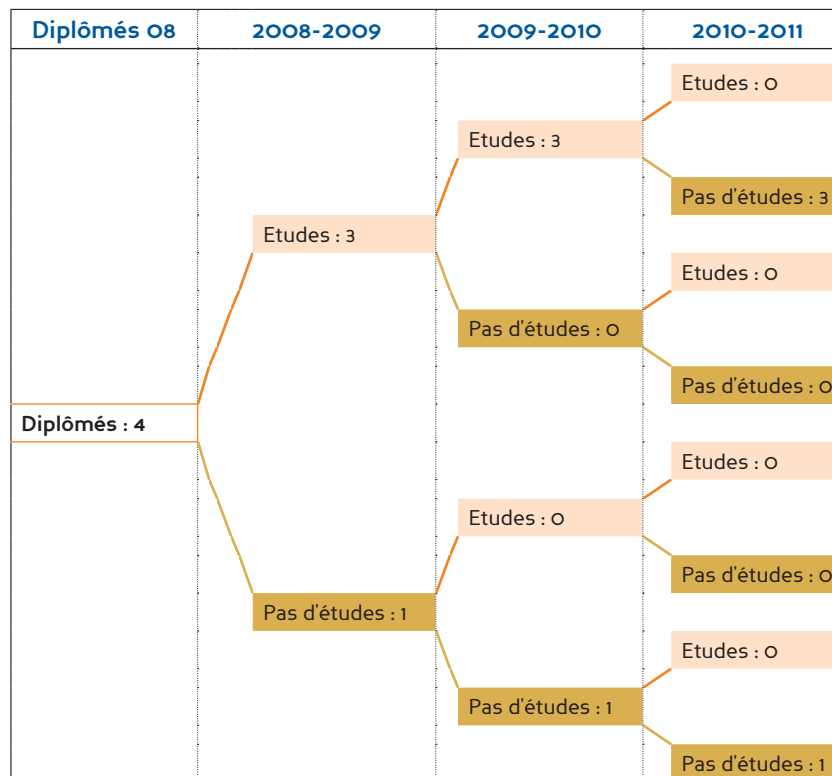 Diplômés 08 2008-2009 2009-2010 2010-2011
Etudes : 0
Etudes : 3
Pas d'études : 3
Etudes : 3
Etudes : 0
Pas d'études : 0
Pas d'études : 0
Diplômés : 4
Etudes : 0
Etudes : 0
Pas d'études : 0
Pas d'études : 1
Etudes : 0
Pas d'études : 1
Pas d'études : 1